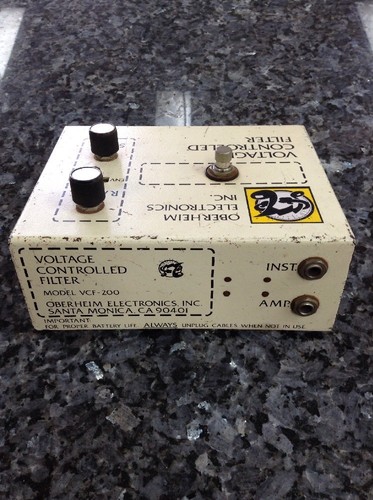 VOLTAGE
CONTROLLED
FILTER
OBERHEIM
ELECTRONICS
INC.
VOLTAGE
CONTROLLED
FILTER
MODEL VCF-200
OBERHEIM ELECTRONICS, INC.
SANTA MONICA, CA 90401
INST.
AMP.
IMPORTANT:
FOR PROPER BATTERY LIFE, ALWAYS UNPLUG CABLES WHEN NOT IN USE